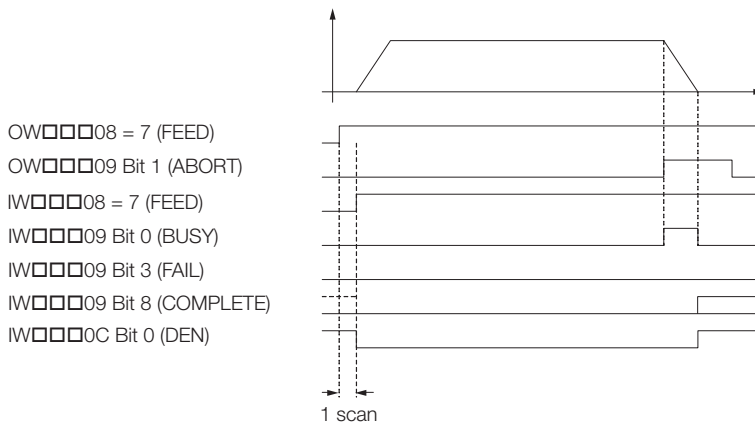 OW□□□08 = 7 (FEED)
OW□□□09 Bit 1 (ABORT)
IW□□□08 = 7 (FEED)
IW□□□09 Bit 0 (BUSY)
IW□□□09 Bit 3 (FAIL)
IW□□□09 Bit 8 (COMPLETE)
IW□□□0C Bit 0 (DEN)
1 scan